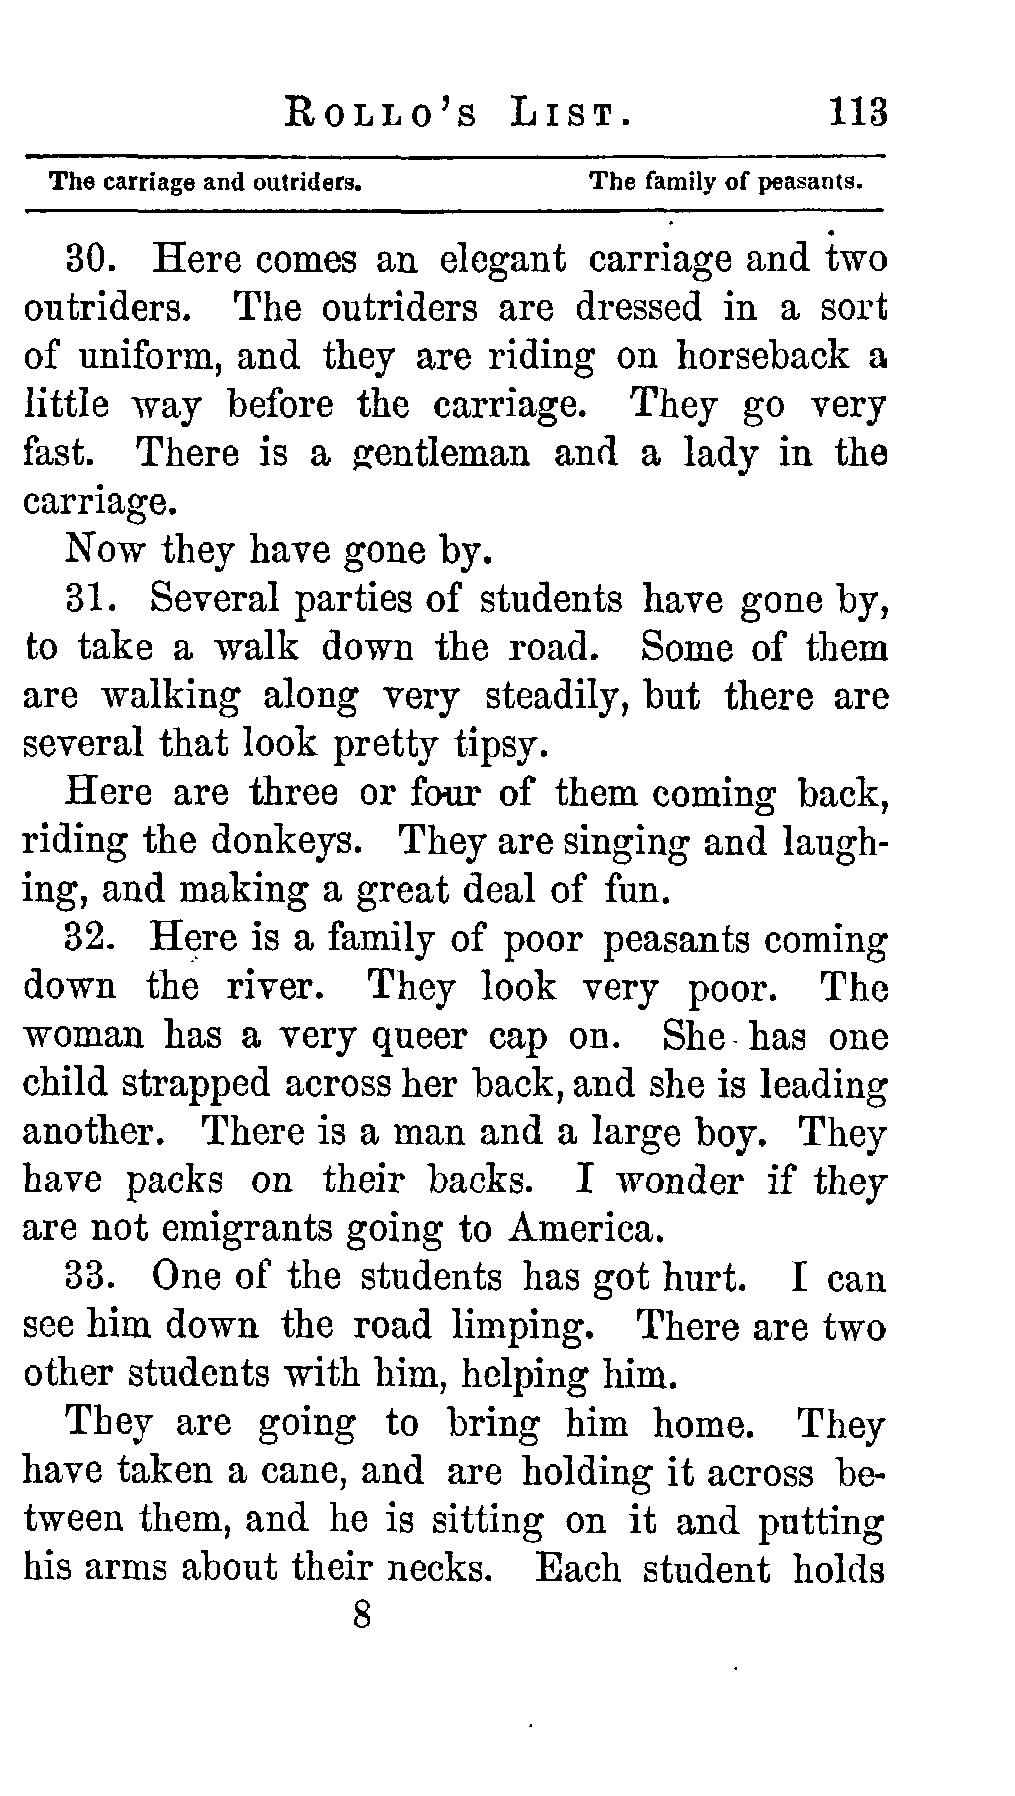 ROLLO'S LIST. 113
The carriage and outriders. The family of peasants.
30. Here comes an elegant carriage and two
outriders. The outriders are dressed in a sort
of uniform, and they are riding on horseback a
little way before the carriage. They go very
fast. There is a gentleman and a lady in the
carriage.
Now they have gone by.
31. Several parties of students have gone by,
to take a walk down the road. Some of them
are walking along very steadily, but there are
several that look pretty tipsy.
Here are three or four of them coming back,
riding the donkeys. They are singing and laugh-
ing, and making a great deal of fun.
32. Here is a family of poor peasants coming
down the river. They look very poor. The
woman has a very queer cap on. She has one
child strapped across her back, and she is leading
another. There is a man and a large boy. They
have packs on their backs. I wonder if they
are not emigrants going to America.
33. One of the students has got hurt. I can
see him down the road limping. There are two
other students with him, helping him.
They are going to bring him home. They
have taken a cane, and are holding it across be-
tween them, and he is sitting on it and putting
his arms about their necks. Each student holds
8